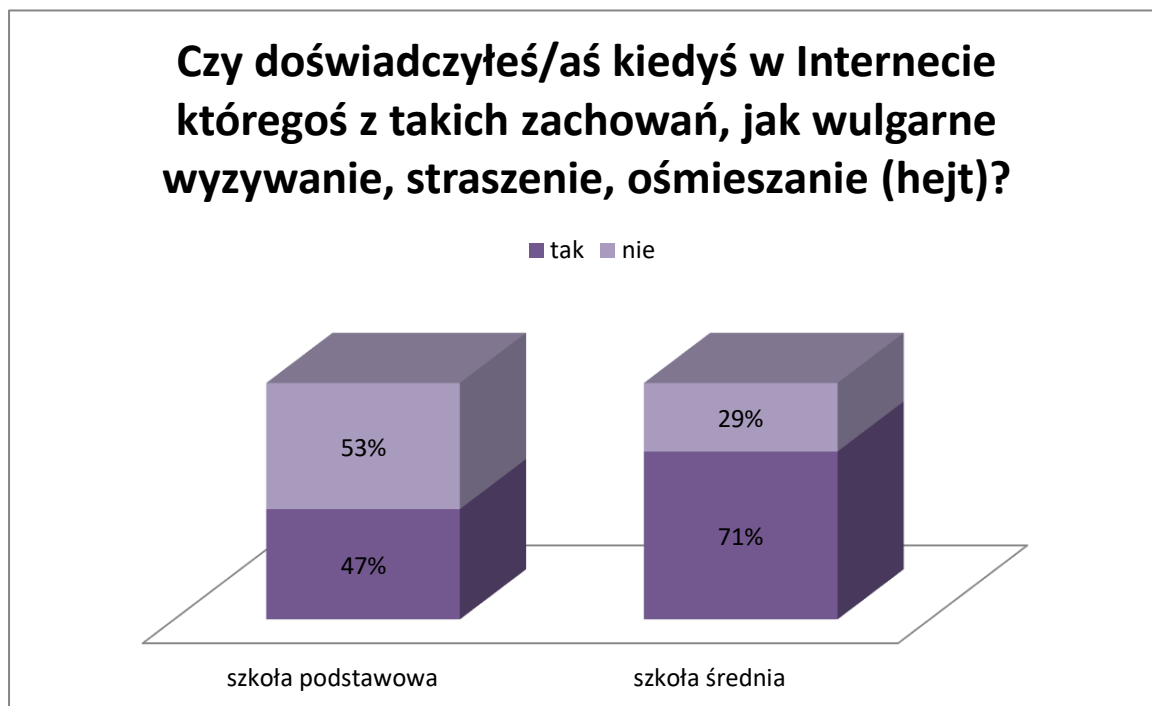 Czy doświadczyłeś/aś kiedyś w Internecie
któregoś z takich zachowań, jak wulgarne
wyzywanie, straszenie, ośmieszanie (hejt)?
tak nie
53%
29%
47%
71%
szkoła podstawowa
szkoła średnia